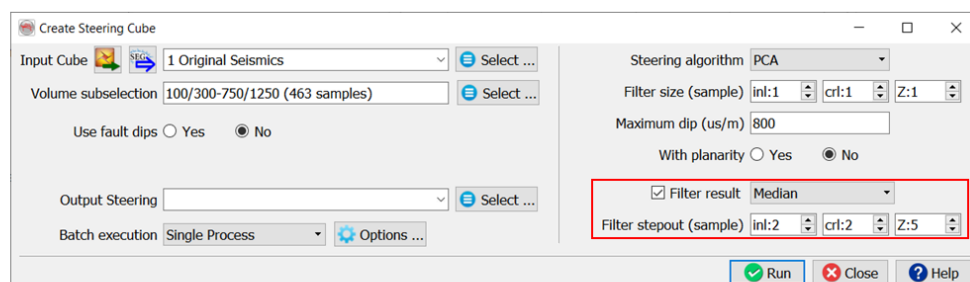 Create Steering Cube
Input Cube SEGY 1 Original Seismics Select ...
Volume subselection 100/300-750/1250 (463 samples) Select ...
Use fault dips Yes No
Output Steering Select ...
Batch execution Single Process Options ...
Steering algorithm PCA
Filter size (sample) inl:1 crl:1 Z:1
Maximum dip (us/m) 800
With planarity Yes No
Filter result Median
Filter stepout (sample) inl:2 crl:2 Z:5
Run Close Help